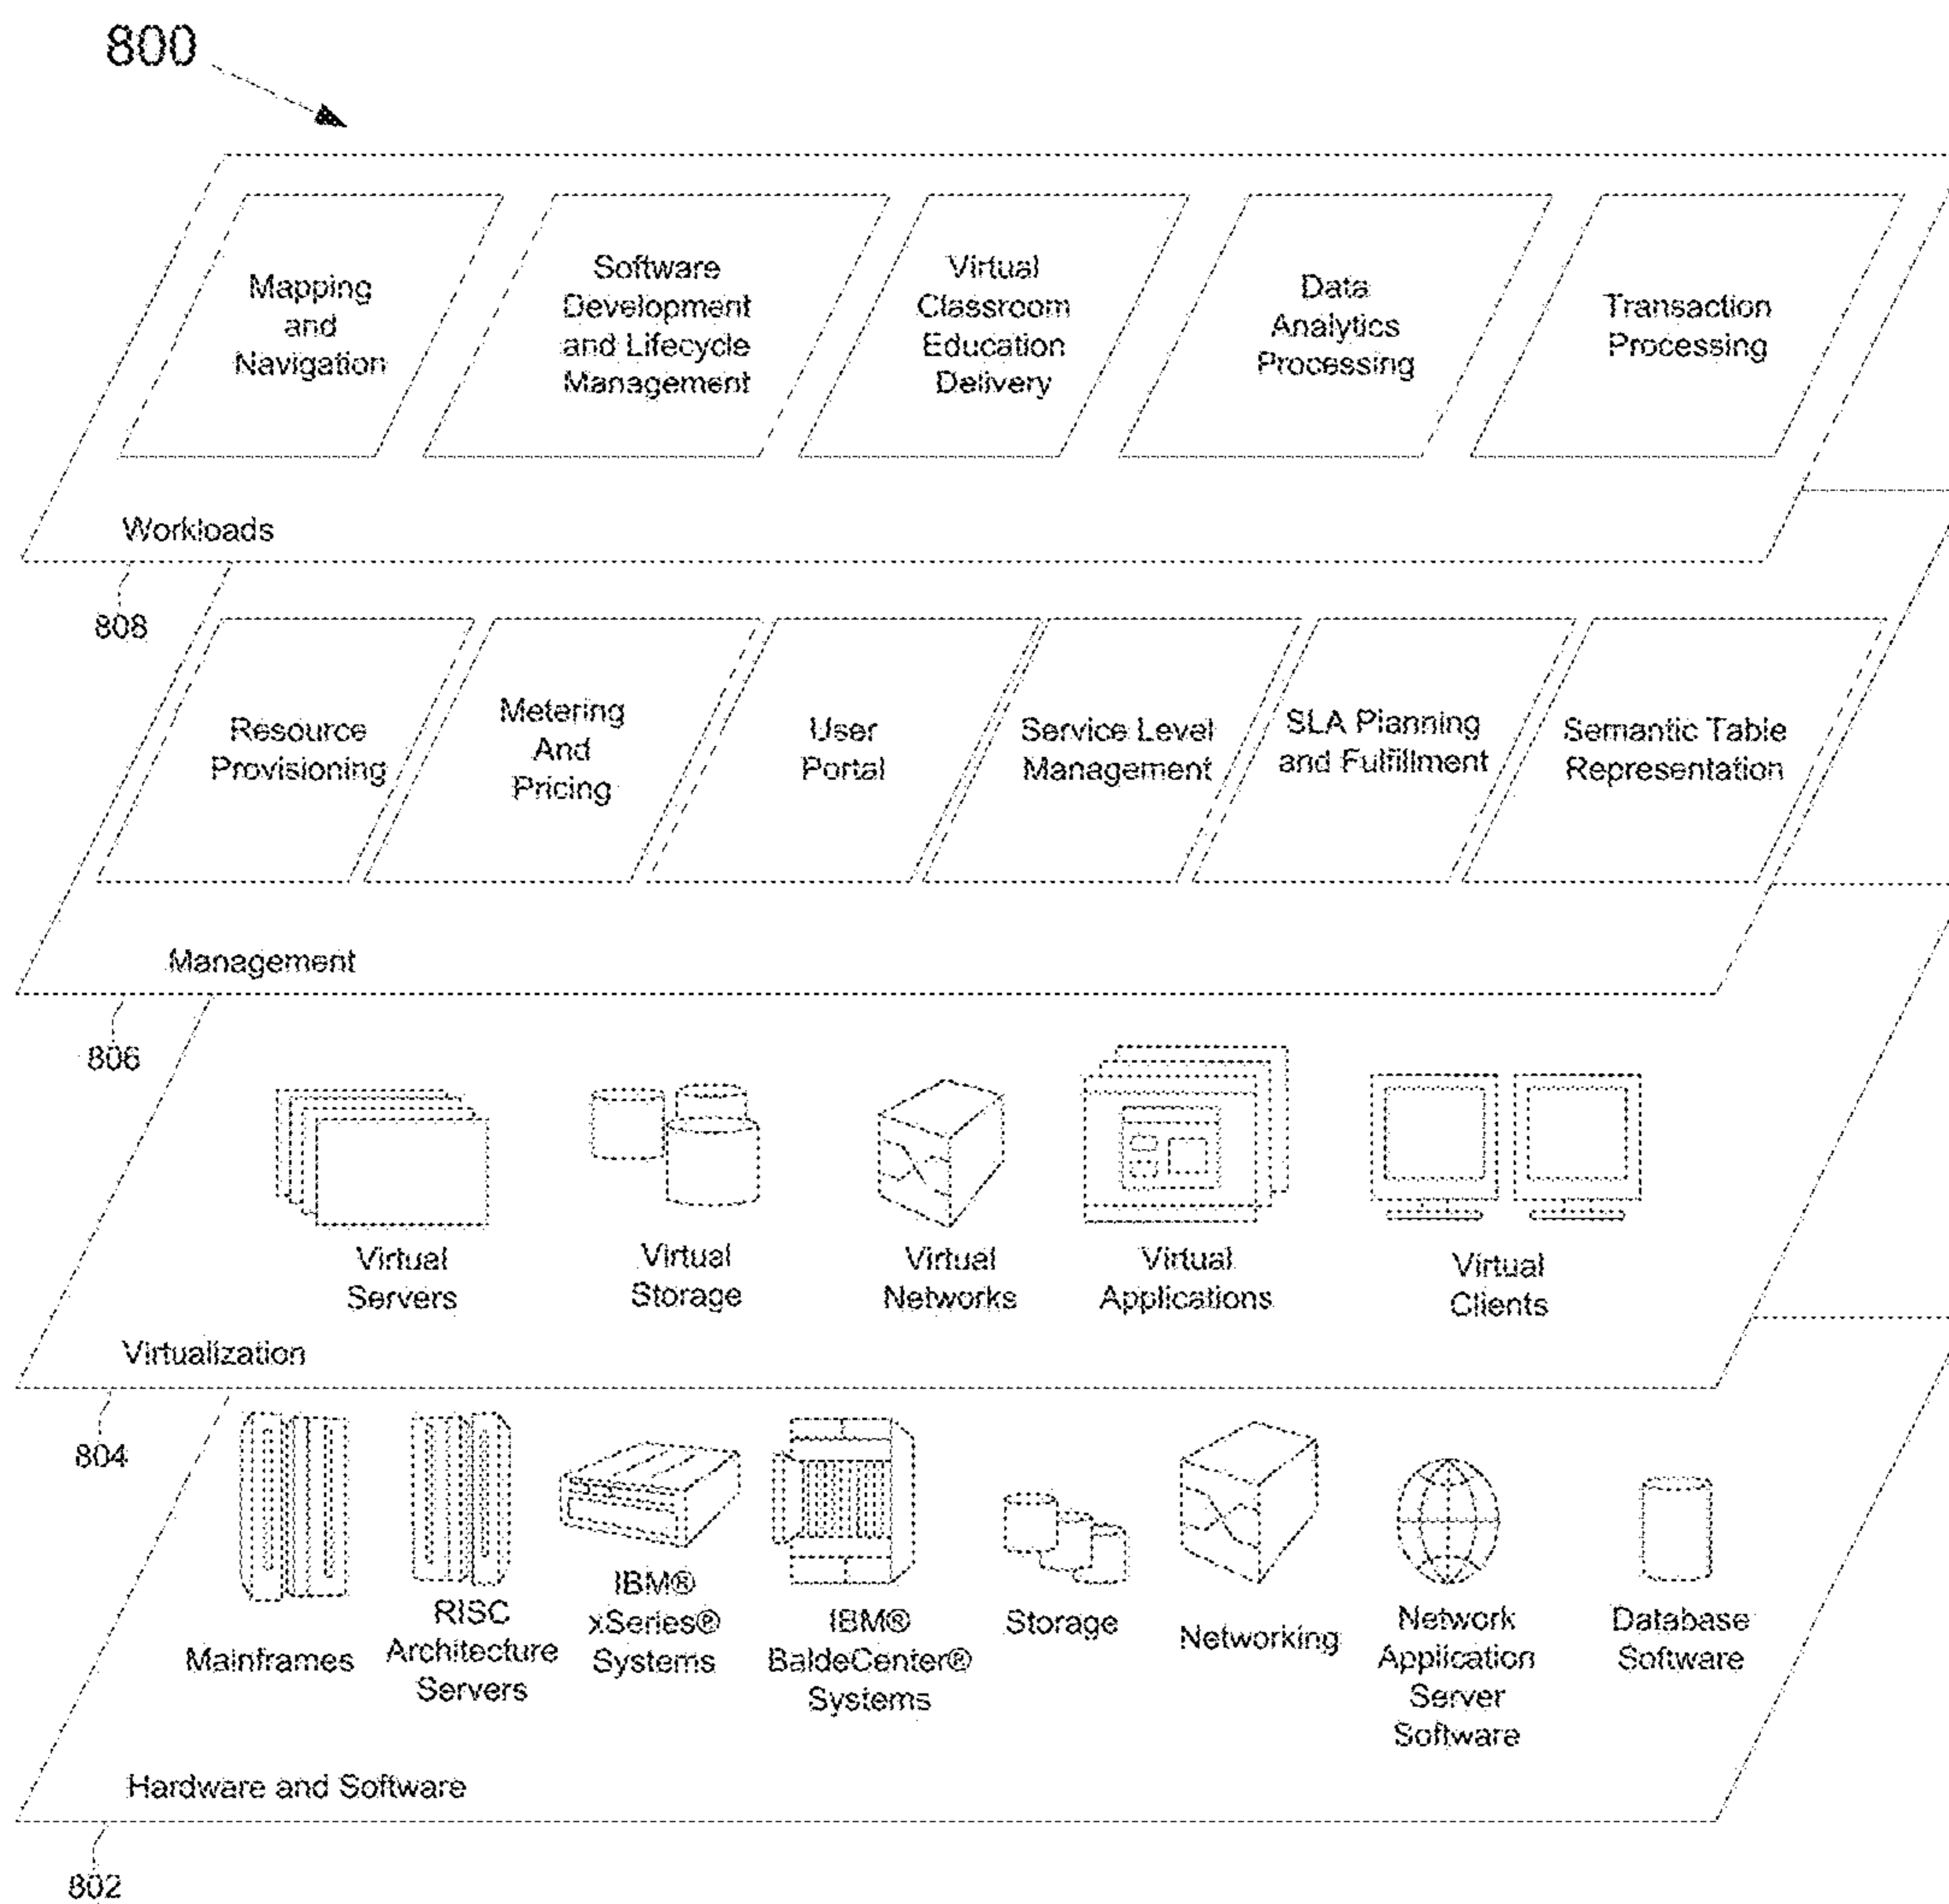 800
Mapping
and
Navigation
Software
Development
and Lifecycle
Management
Virtual
Classroom
Education
Delivery
Data
Analytics
Processing
Transaction
Processing
Workloads
808
Resource
Provisioning
Metering
And
Pricing
User
Portal
Service Level
Management
SLA Planning
and Fulfillment
Semantic Table
Representation
Management
806
Virtual
Servers
Virtual
Storage
Virtual
Networks
Virtual
Applications
Virtual
Clients
Virtualization
804
Mainframes
RISC
Architecture
Servers
IBM®
xSeries®
Systems
IBM®
BaldeCenter®
Systems
Storage
Networking
Network
Application
Server
Software
Database
Software
Hardware and Software
802